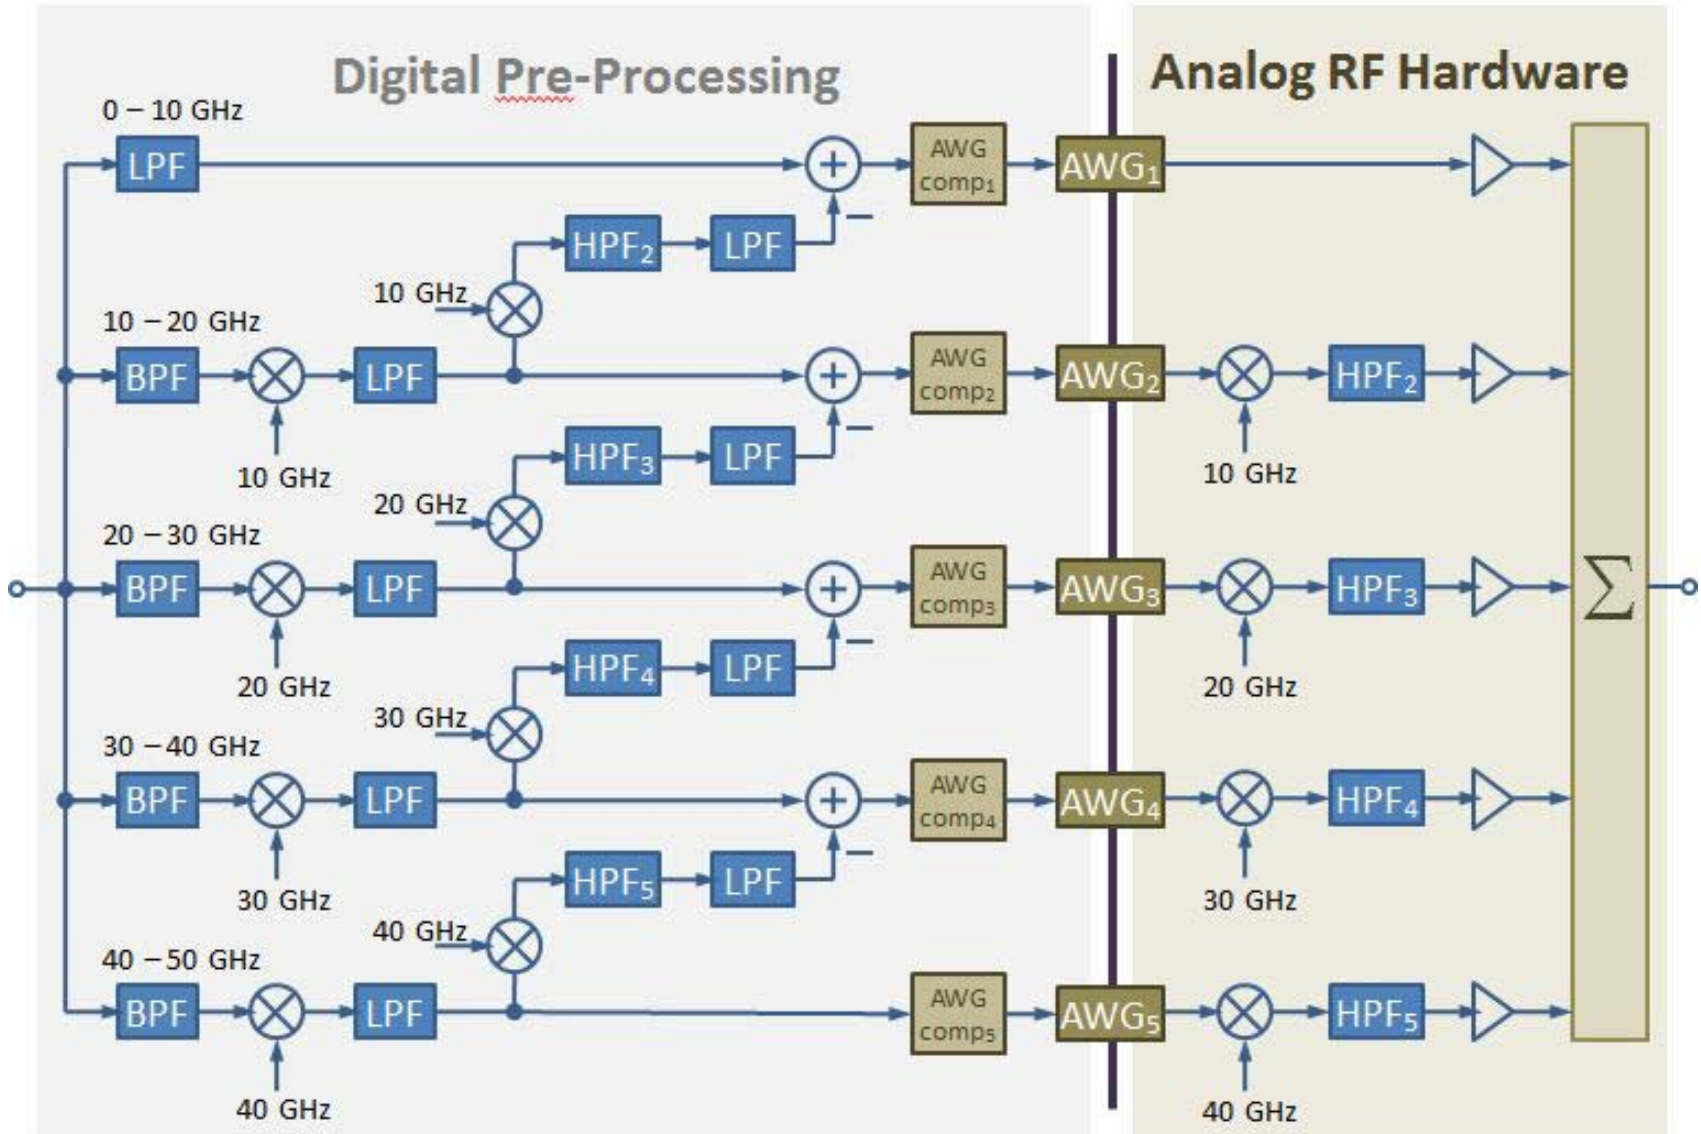 Digital Pre-Processing
Analog RF Hardware
0 – 10 GHz
LPF
+
AWG
comp₁
AWG₁
HPF₂
LPF
–
10 GHz
10 – 20 GHz
BPF
LPF
+
AWG
comp₂
AWG₂
HPF₂
10 GHz
10 GHz
HPF₃
LPF
–
20 GHz
20 – 30 GHz
BPF
LPF
+
AWG
comp₃
AWG₃
HPF₃
∑
20 GHz
20 GHz
HPF₄
LPF
–
30 GHz
30 – 40 GHz
BPF
LPF
+
AWG
comp₄
AWG₄
HPF₄
30 GHz
30 GHz
HPF₅
LPF
–
40 GHz
40 – 50 GHz
BPF
LPF
AWG
comp₅
AWG₅
HPF₅
40 GHz
40 GHz